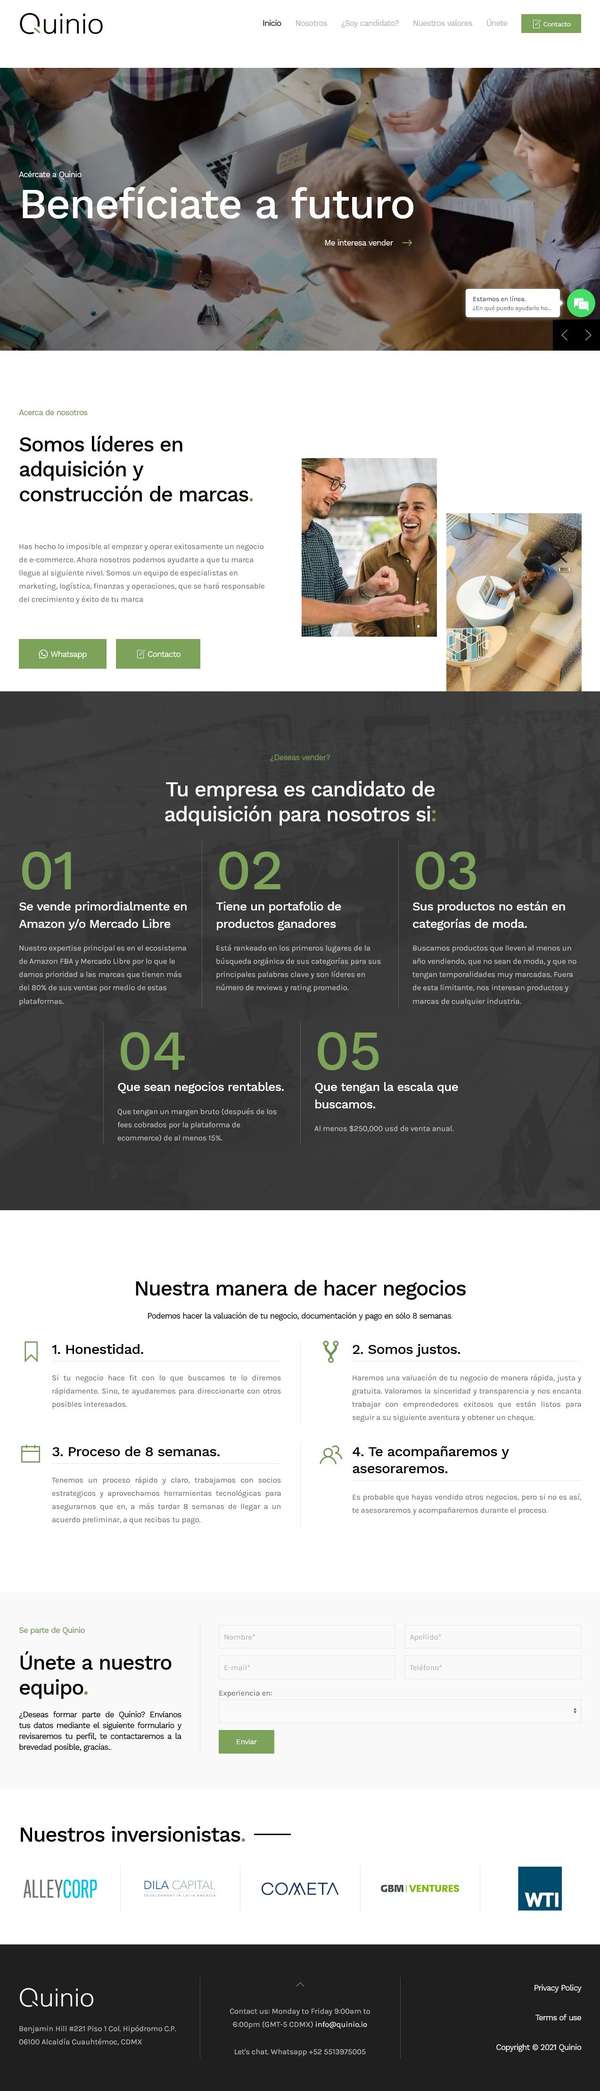 Quinio
Inicio
Nosotros
¿Soy candidato?
Nuestros valores
Únete
Contacto
Acércate a Quinio
Benefíciate a futuro
Me interesa vender
Estamos en línea.
¿En qué puedo ayudarle ho...
Acerca de nosotros
Somos líderes en
adquisición y
construcción de marcas.
Has hecho lo imposible al empezar y operar exitosamente un negocio
de e-commerce. Ahora nosotros podemos ayudarte a que tu marca
llegue al siguiente nivel. Somos un equipo de especialistas en
marketing, logística, finanzas y operaciones, que se hará responsable
del crecimiento y éxito de tu marca
Whatsapp
Contacto
¿Deseas vender?
Tu empresa es candidato de
adquisición para nosotros si:
01
Se vende primordialmente en
Amazon y/o Mercado Libre
Nuestro expertise principal es en el ecosistema
de Amazon FBA y Mercado Libre por lo que le
damos prioridad a las marcas que tienen más
del 80% de sus ventas por medio de estas
plataformas.
02
Tiene un portafolio de
productos ganadores
Está rankeado en los primeros lugares de la
búsqueda orgánica de sus categorías para sus
principales palabras clave y son líderes en
número de reviews y rating promedio.
03
Sus productos no están en
categorías de moda.
Buscamos productos que lleven al menos un
año vendiendo, que no sean de moda, y que no
tengan temporalidades muy marcadas. Fuera
de esta limitante, nos interesan productos y
marcas de cualquier industria.
04
Que sean negocios rentables.
Que tengan un margen bruto (después de los
fees cobrados por la plataforma de
ecommerce) de al menos 15%.
05
Que tengan la escala que
buscamos.
Al menos $250,000 usd de venta anual.
Nuestra manera de hacer negocios
Podemos hacer la valuación de tu negocio, documentación y pago en sólo 8 semanas.
1. Honestidad.
Si tu negocio hace fit con lo que buscamos te lo diremos
rápidamente. Sino, te ayudaremos para direccionarte con otros
posibles interesados.
2. Somos justos.
Haremos una valuación de tu negocio de manera rápida, justa y
gratuita. Valoramos la sinceridad y transparencia y nos encanta
trabajar con emprendedores exitosos que están listos para
seguir a su siguiente aventura y obtener un cheque.
3. Proceso de 8 semanas.
Tenemos un proceso rápido y claro, trabajamos con socios
estrategicos y aprovechamos herramientas tecnológicas para
asegurarnos que en, a más tardar 8 semanas de llegar a un
acuerdo preliminar, a que recibas tu pago.
4. Te acompañaremos y
asesoraremos.
Es probable que hayas vendido otros negocios, pero si no es así,
te asesoraremos y acompañaremos durante el proceso.
Se parte de Quinio
Únete a nuestro
equipo.
¿Deseas formar parte de Quinio? Envíanos
tus datos mediante el siguiente formulario y
revisaremos tu perfil, te contactaremos a la
brevedad posible, gracias..
Nombre*
Apellido*
E-mail*
Teléfono*
Experiencia en:
Enviar
Nuestros inversionistas.
ALLEYCORP
DILA CAPITAL
DEVELOPMENT IN LATIN AMERICA
COMETA
GBM VENTURES
WTI
Quinio
Benjamin Hill #221 Piso 1 Col. Hipódromo C.P.
06100 Alcaldía Cuauhtémoc, CDMX
Contact us: Monday to Friday 9:00am to
6:00pm (GMT-5 CDMX) info@quinio.io
Let's chat. Whatsapp +52 5513975005
Privacy Policy
Terms of use
Copyright © 2021 Quinio